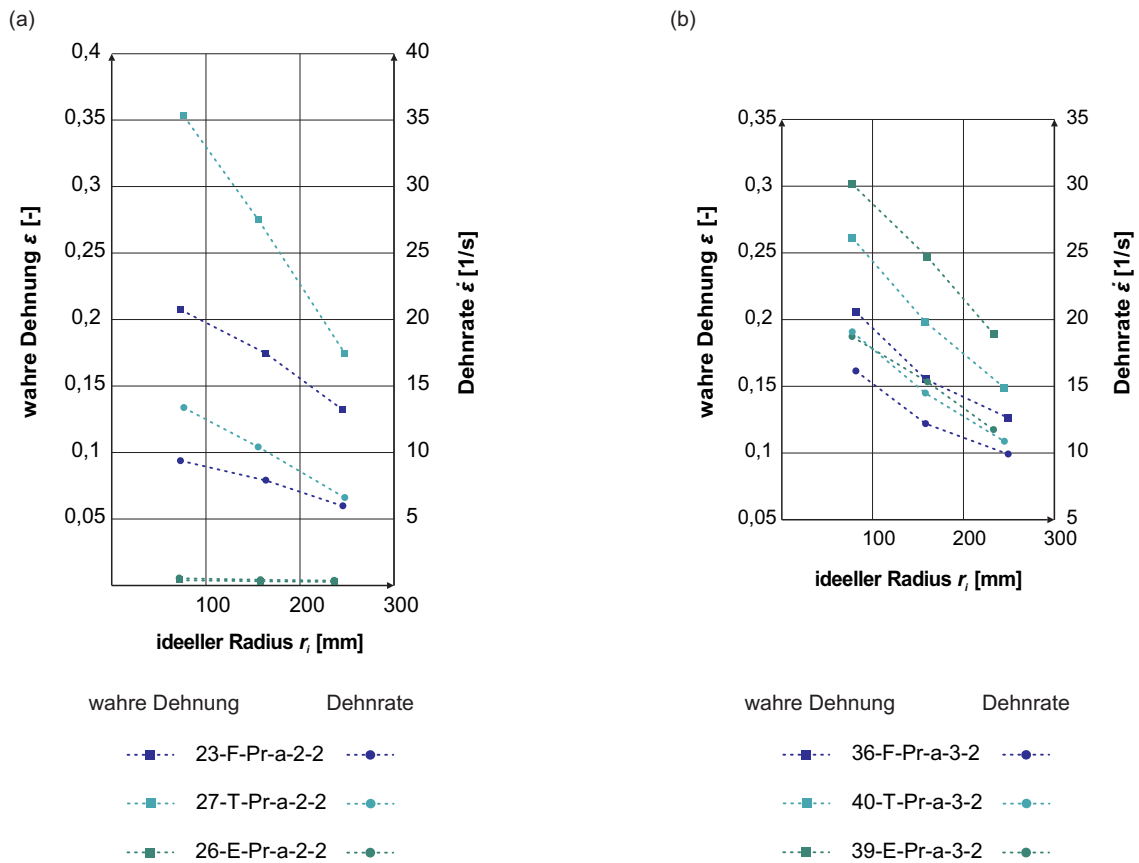 (a)
0,4
0,35
0,3
0,25
0,2
0,15
0,1
0,05
wahre Dehnung ε [-]
40
35
30
25
20
15
10
5
Dehnrate ε̇ [1/s]
100 200 300
ideeller Radius rᵢ [mm]
wahre Dehnung Dehnrate
23-F-Pr-a-2-2
27-T-Pr-a-2-2
26-E-Pr-a-2-2
(b)
0,35
0,3
0,25
0,2
0,15
0,1
0,05
wahre Dehnung ε [-]
35
30
25
20
15
10
5
Dehnrate ε̇ [1/s]
100 200 300
ideeller Radius rᵢ [mm]
wahre Dehnung Dehnrate
36-F-Pr-a-3-2
40-T-Pr-a-3-2
39-E-Pr-a-3-2